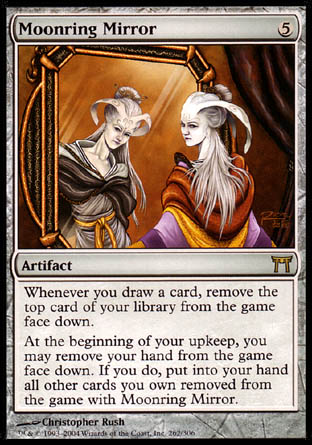 Moonring Mirror 5
Artifact
Whenever you draw a card, remove the
top card of your library from the game
face down.
At the beginning of your upkeep, you
may remove your hand from the game
face down. If you do, put into your hand
all other cards you own removed from
the game with Moonring Mirror.
Christopher Rush
™ & © 1993–2004 Wizards of the Coast, Inc. 262/306